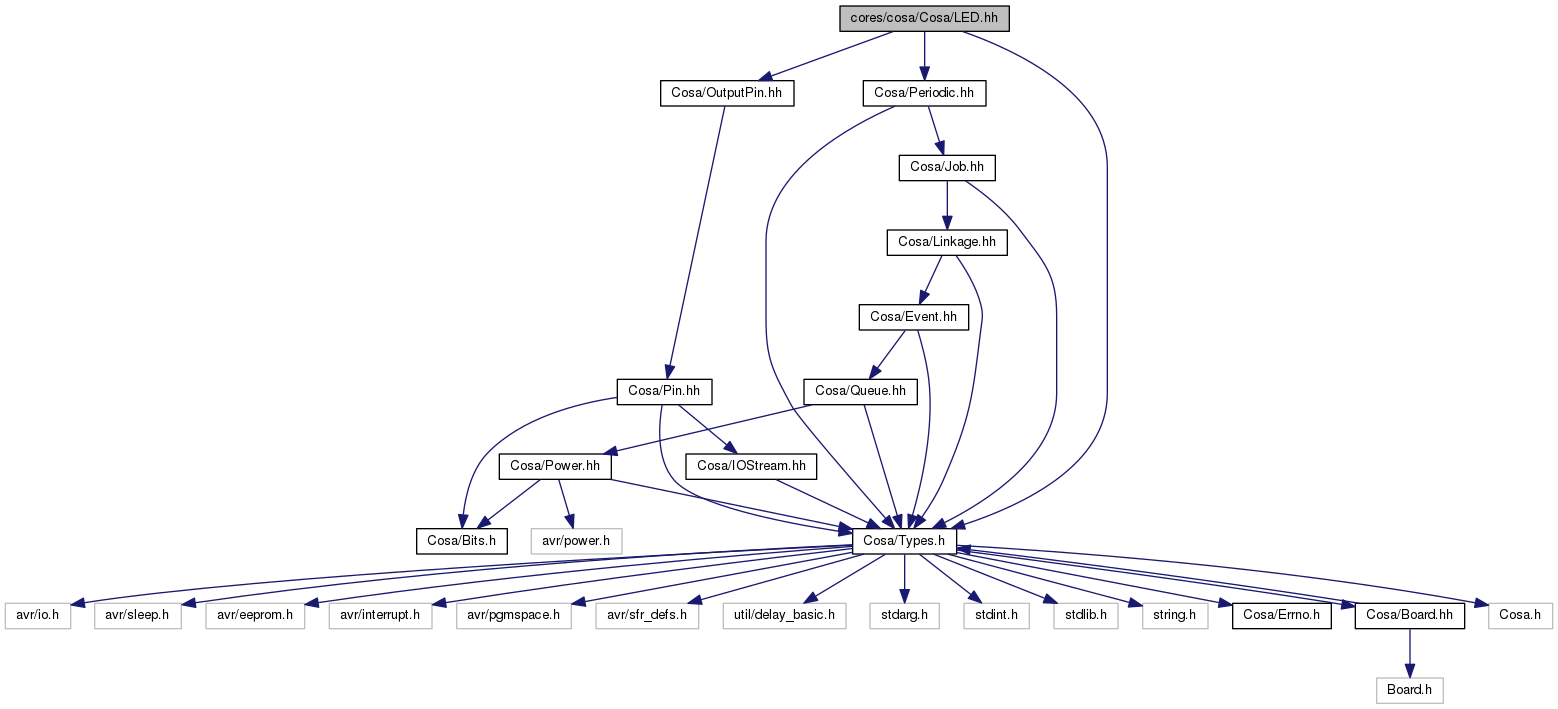 cores/cosa/Cosa/LED.hh
Cosa/OutputPin.hh
Cosa/Periodic.hh
Cosa/Job.hh
Cosa/Linkage.hh
Cosa/Event.hh
Cosa/Pin.hh
Cosa/Queue.hh
Cosa/Power.hh
Cosa/IOStream.hh
Cosa/Bits.h
avr/power.h
Cosa/Types.h
avr/io.h
avr/sleep.h
avr/eeprom.h
avr/interrupt.h
avr/pgmspace.h
avr/sfr_defs.h
util/delay_basic.h
stdarg.h
stdint.h
stdlib.h
string.h
Cosa/Errno.h
Cosa/Board.hh
Cosa.h
Board.h